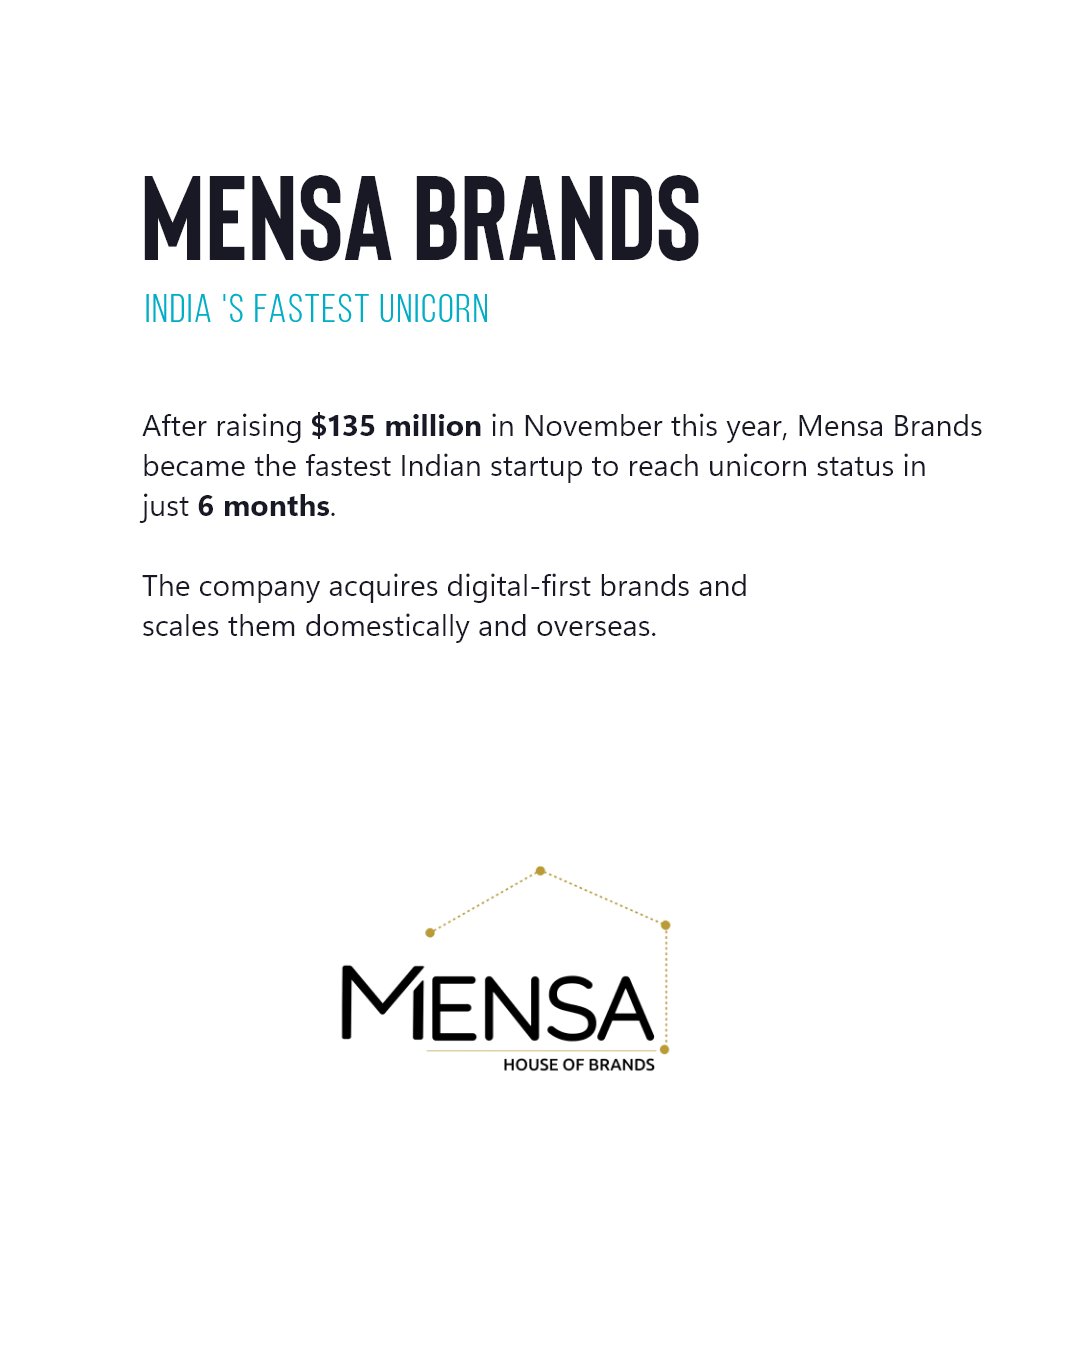 MENSA BRANDS
INDIA 'S FASTEST UNICORN
After raising $135 million in November this year, Mensa Brands
became the fastest Indian startup to reach unicorn status in
just 6 months.
The company acquires digital-first brands and
scales them domestically and overseas.
MENSA
HOUSE OF BRANDS